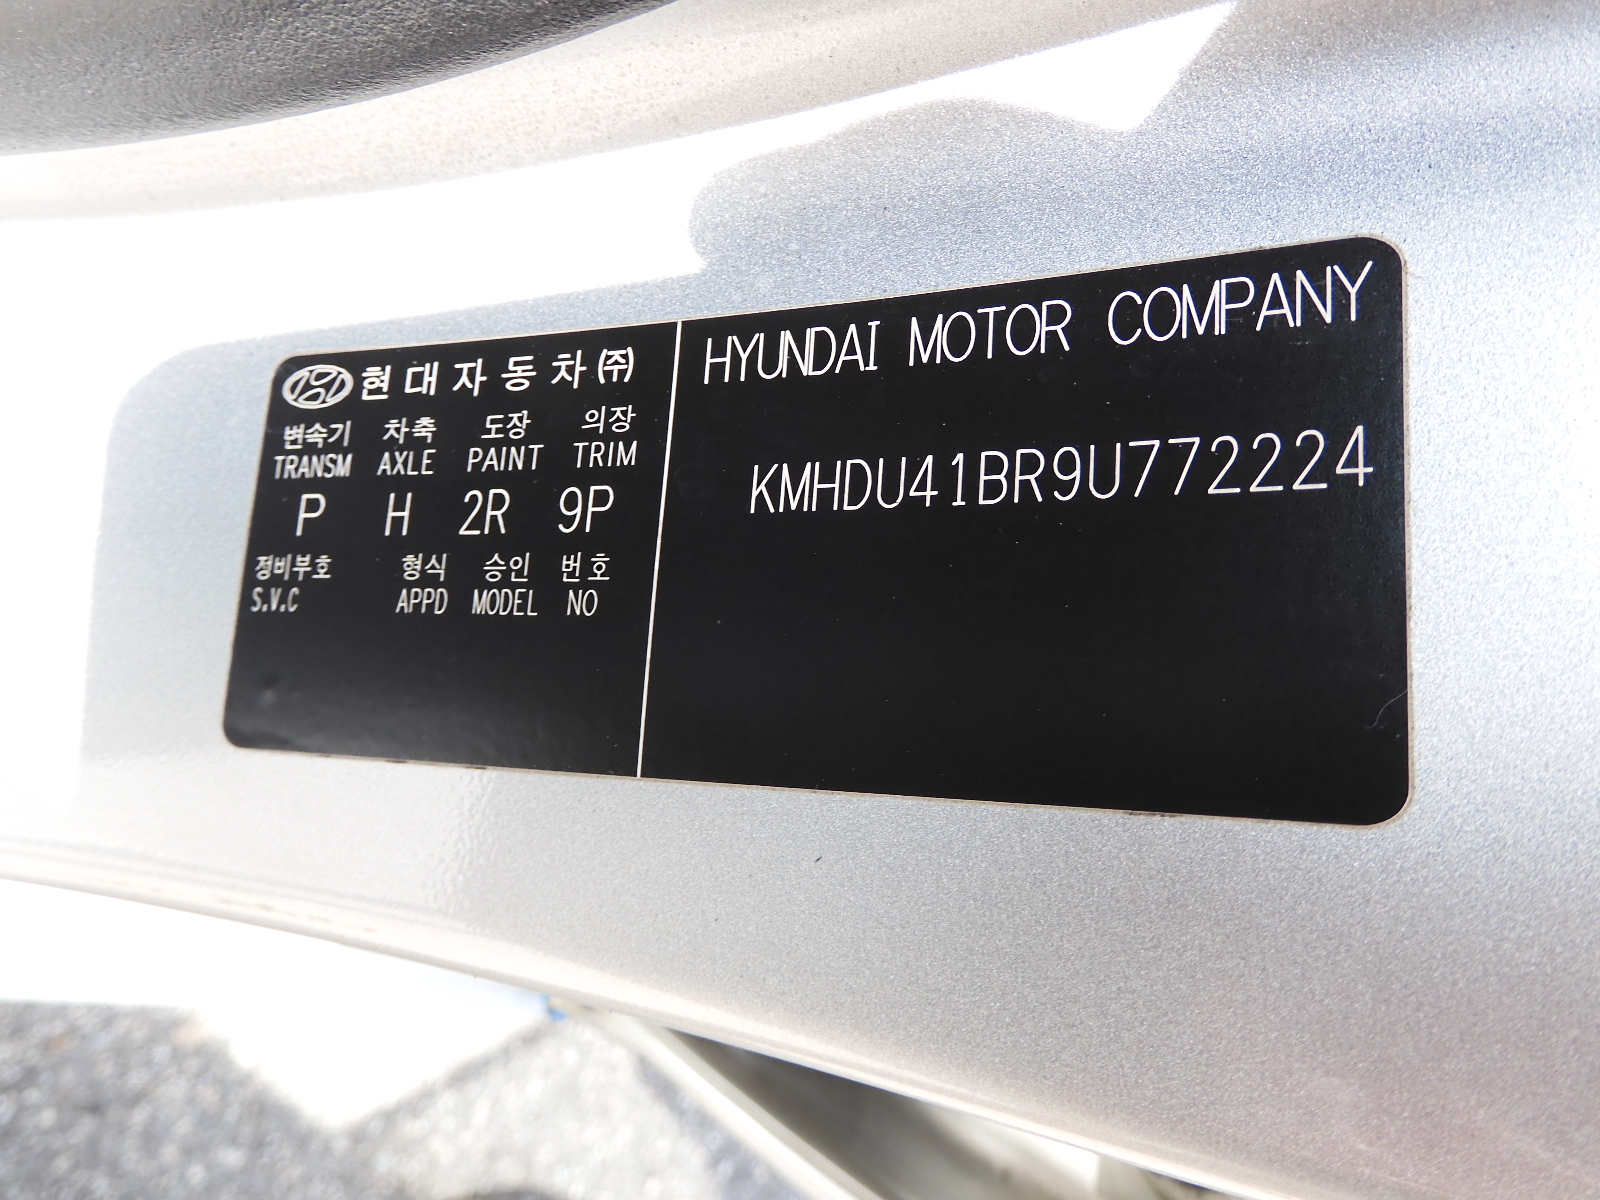 현대자동차㈜
변속기 차축 도장 의장
TRANSM AXLE PAINT TRIM
P H 2R 9P
정비부호 형식 승인 번호
S.V.C APPD MODEL NO
HYUNDAI MOTOR COMPANY
KMHDU41BR9U772224